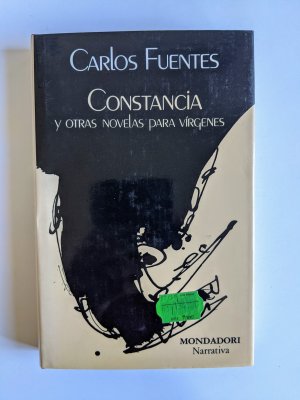 CARLOS FUENTES
CONSTANCIA
Y OTRAS NOVELAS PARA VÍRGENES
MONDADORI
Narrativa